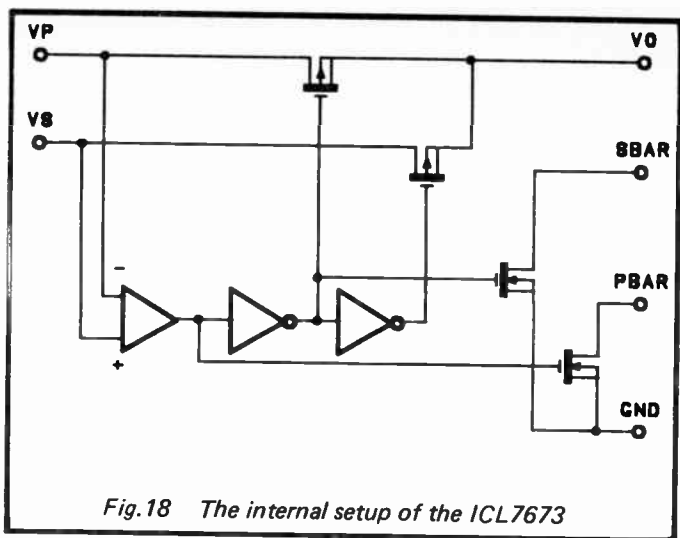 VP
VO
VS
SBAR
PBAR
-
+
GND
Fig.18 The internal setup of the ICL7673